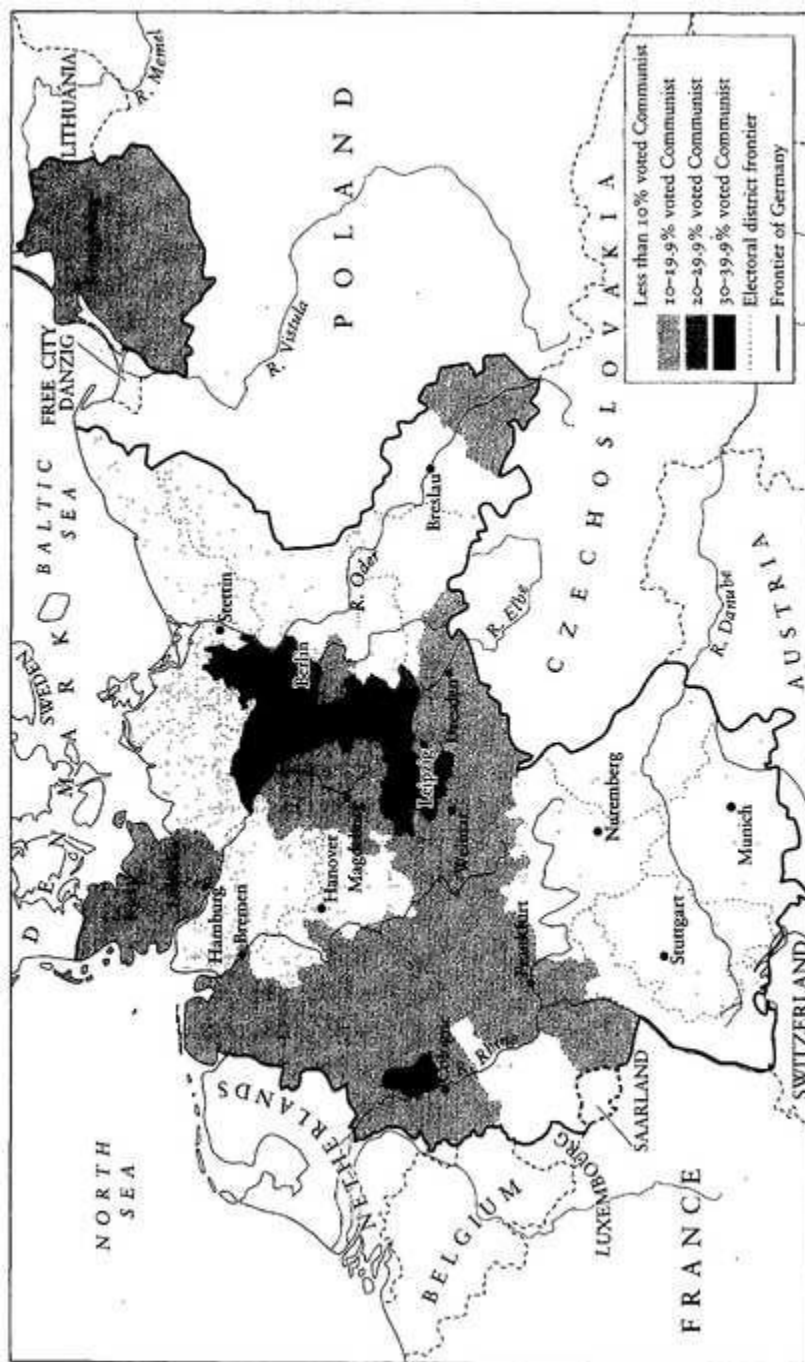 NORTH
SEA
DENMARK
SWEDEN
BALTIC
SEA
FREE CITY
DANZIG
LITHUANIA
R. Memel
Hamburg
Bremen
Stettin
POLAND
R. Vistula
NETHERLANDS
Hanover
Magdeburg
Berlin
R. Oder
Breslau
BELGIUM
Cologne
R. Rhine
Weimar
Leipzig
Dresden
R. Elbe
LUXEMBOURG
SAARLAND
Frankfurt
CZECHOSLOVAKIA
FRANCE
Nuremberg
Stuttgart
Munich
R. Danube
SWITZERLAND
AUSTRIA
Less than 10% voted Communist
10–19.9% voted Communist
20–29.9% voted Communist
30–39.9% voted Communist
Electoral district frontier
Frontier of Germany